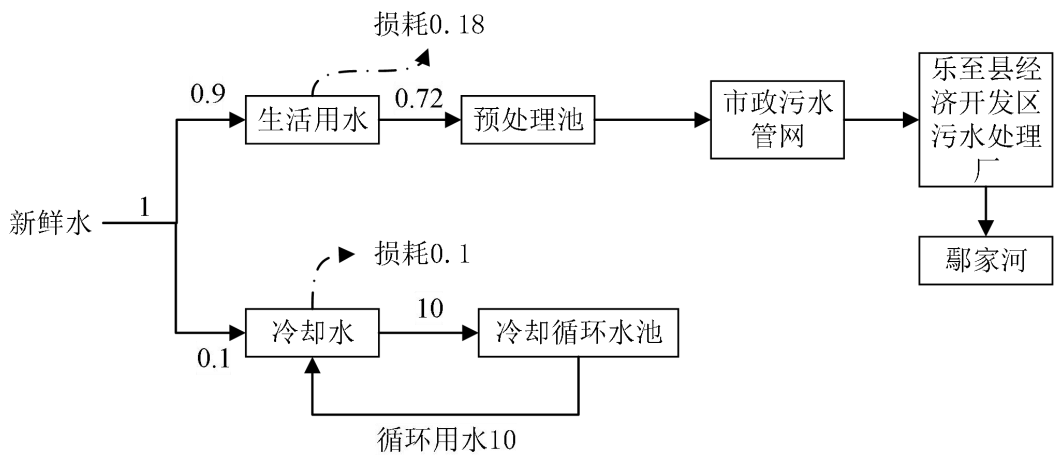 损耗0.18
0.9
生活用水
0.72
预处理池
市政污水
管网
乐至县经
济开发区
污水处理
厂
新鲜水
1
损耗0.1
鄢家河
冷却水
10
冷却循环水池
0.1
循环用水10